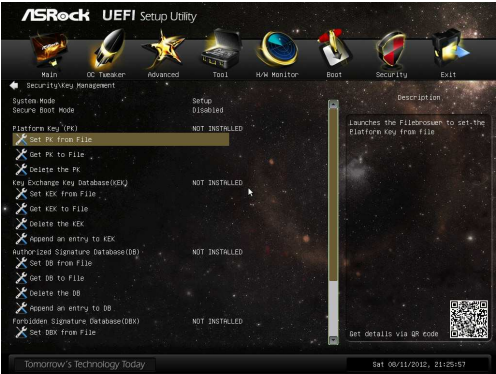 ASRock UEFI Setup Utility
Main OC Tweaker Advanced Tool H/W Monitor Boot Security Exit
Security\Key Management
Description
System Mode Setup
Secure Boot Mode Disabled
Launches the Filebrowser to set the
Platform Key from file
Platform Key (PK) NOT INSTALLED
Set PK from File
Get PK to File
Delete the PK
Key Exchange Key Database(KEK) NOT INSTALLED
Set KEK from File
Get KEK to File
Delete the KEK
Append an entry to KEK
Authorized Signature Database(DB) NOT INSTALLED
Set DB from File
Get DB to File
Delete the DB
Append an entry to DB
Forbidden Signature Database(DBX) NOT INSTALLED
Set DBX from File
Get details via QR code
Tomorrow's Technology Today
Sat 08/11/2012, 21:25:57